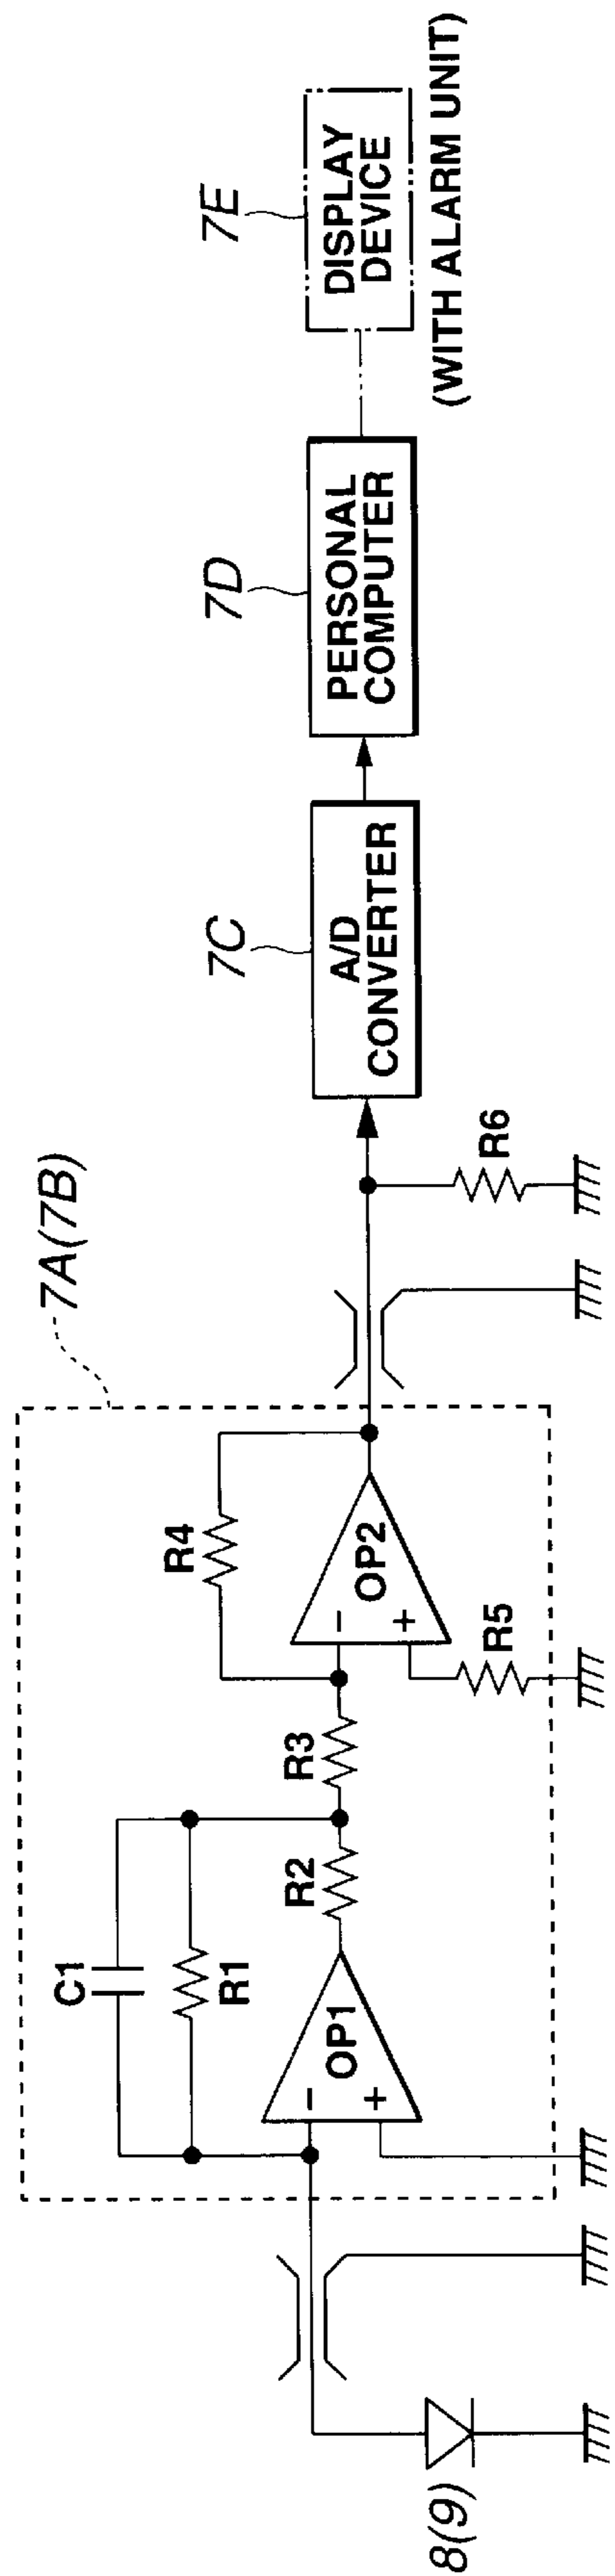 7A(7B)
C1
R1
R2
R3
R4
R5
R6
OP1
OP2
-
+
-
+
8(9)
7C
A/D
CONVERTER
7D
PERSONAL
COMPUTER
7E
DISPLAY
DEVICE
(WITH ALARM UNIT)